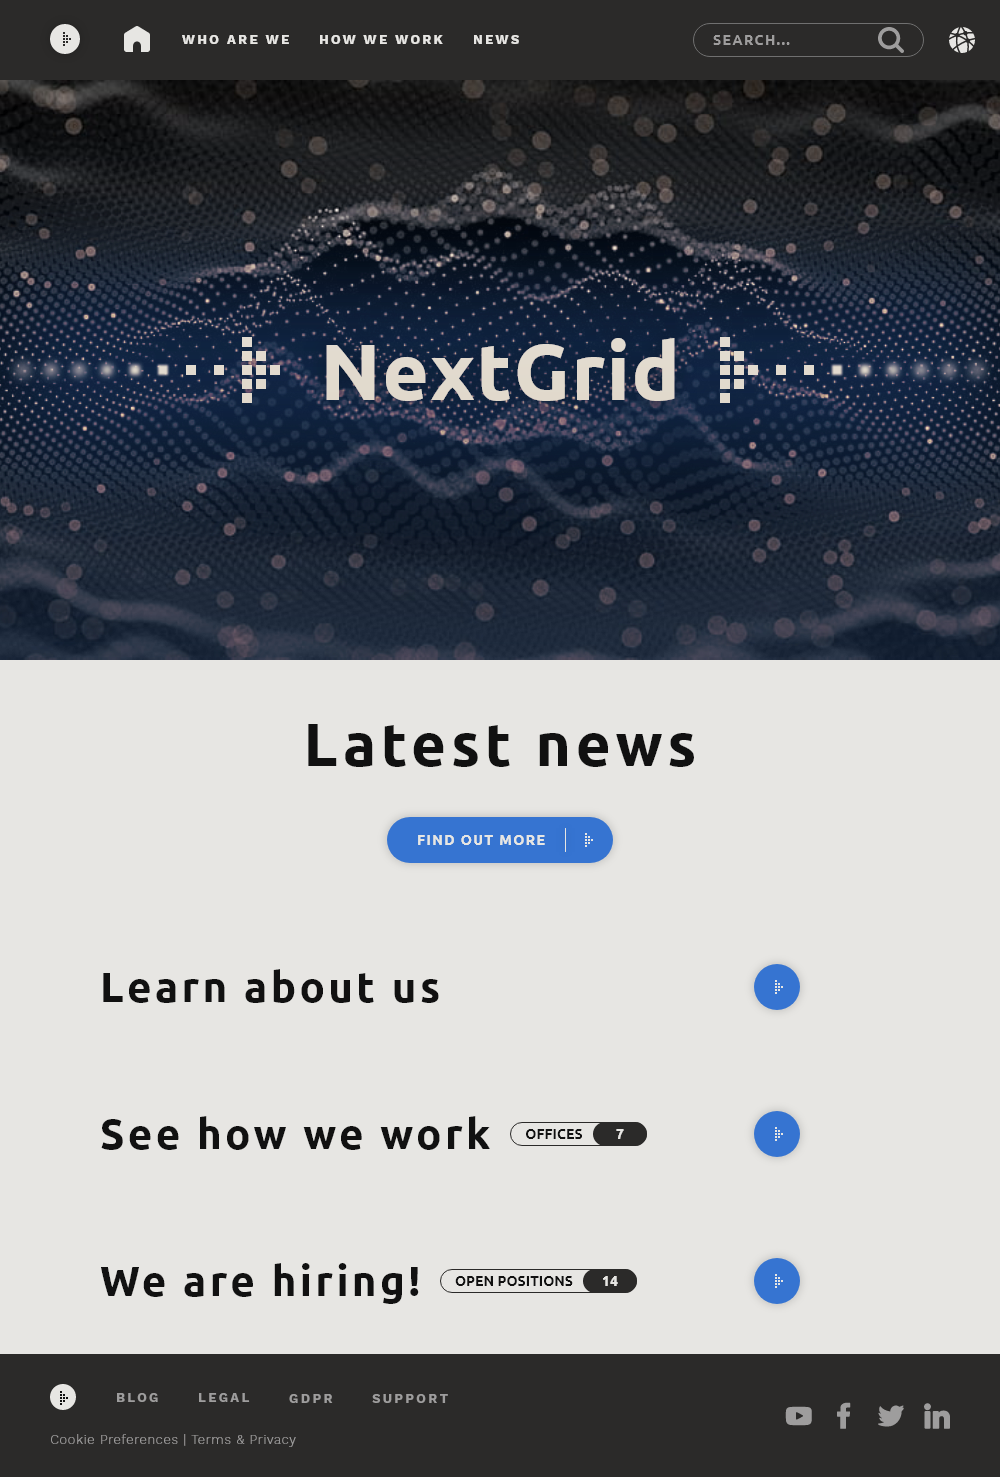 WHO ARE WE HOW WE WORK NEWS SEARCH...
NextGrid
Latest news
FIND OUT MORE
Learn about us
See how we work OFFICES 7
We are hiring! OPEN POSITIONS 14
BLOG LEGAL GDPR SUPPORT
Cookie Preferences | Terms & Privacy